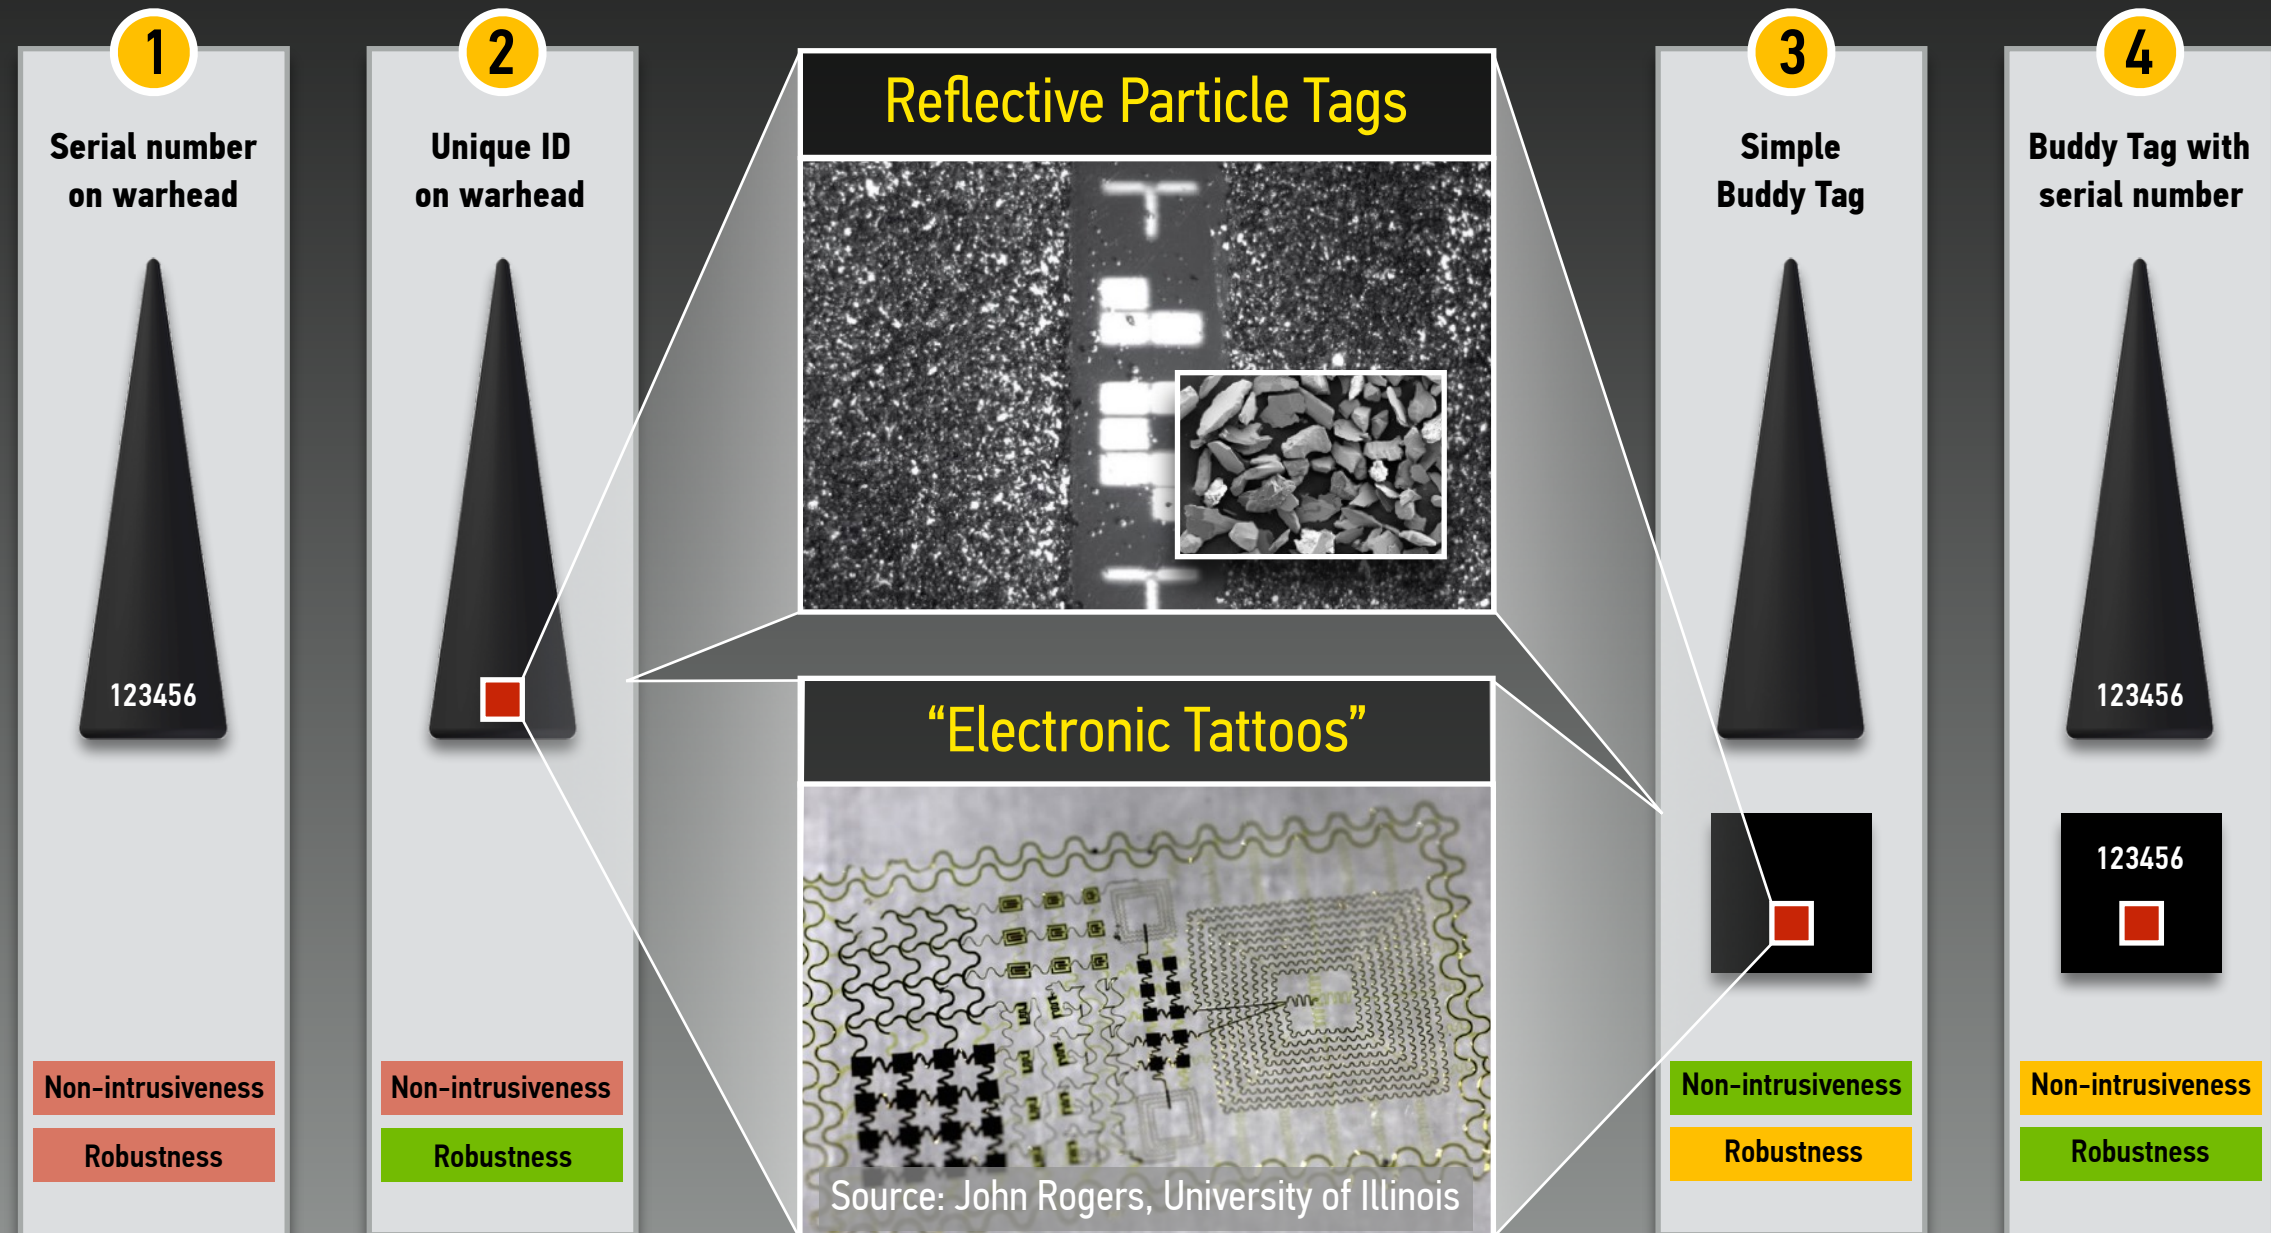 1
Serial number
on warhead
123456
Non-intrusiveness
Robustness
2
Unique ID
on warhead
Non-intrusiveness
Robustness
Reflective Particle Tags
“Electronic Tattoos”
Source: John Rogers, University of Illinois
3
Simple
Buddy Tag
Non-intrusiveness
Robustness
4
Buddy Tag with
serial number
123456
123456
Non-intrusiveness
Robustness